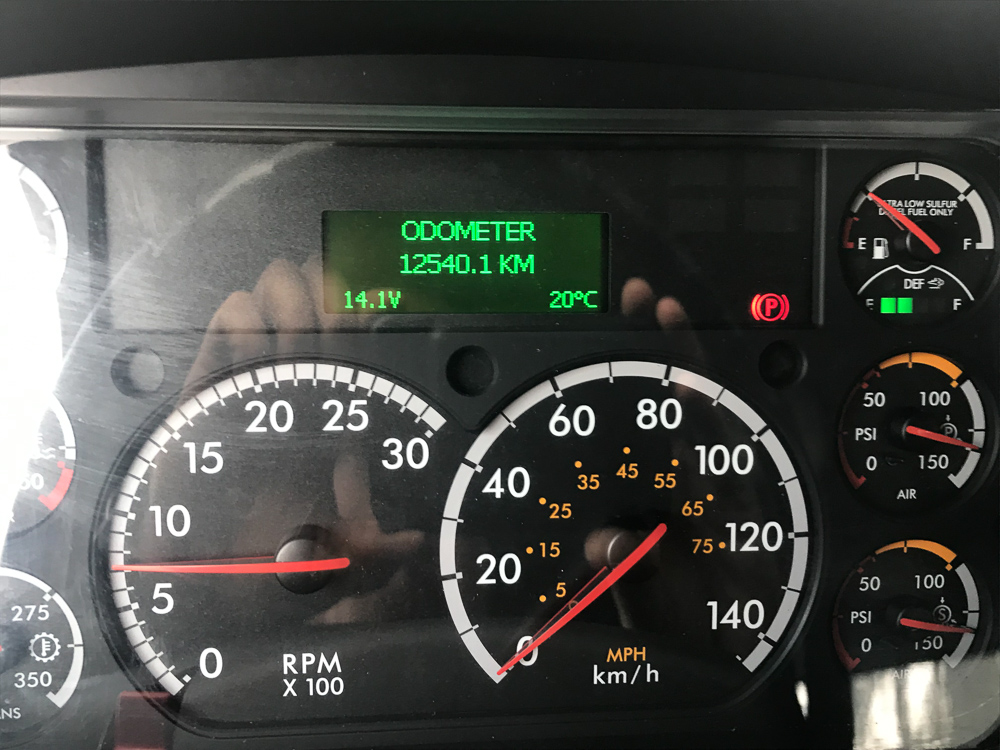 ODOMETER
12540.1 KM
14.1V 20°C
P
ULTRA LOW SULFUR
DIESEL FUEL ONLY
E F
DEF
E F
0 5 10 15 20 25 30
RPM
X 100
0 20 40 60 80 100 120 140
5 15 25 35 45 55 65 75
MPH
km/h
50 100
PSI P
0 150
AIR
50 100
PSI S
0 150
AIR
275
350